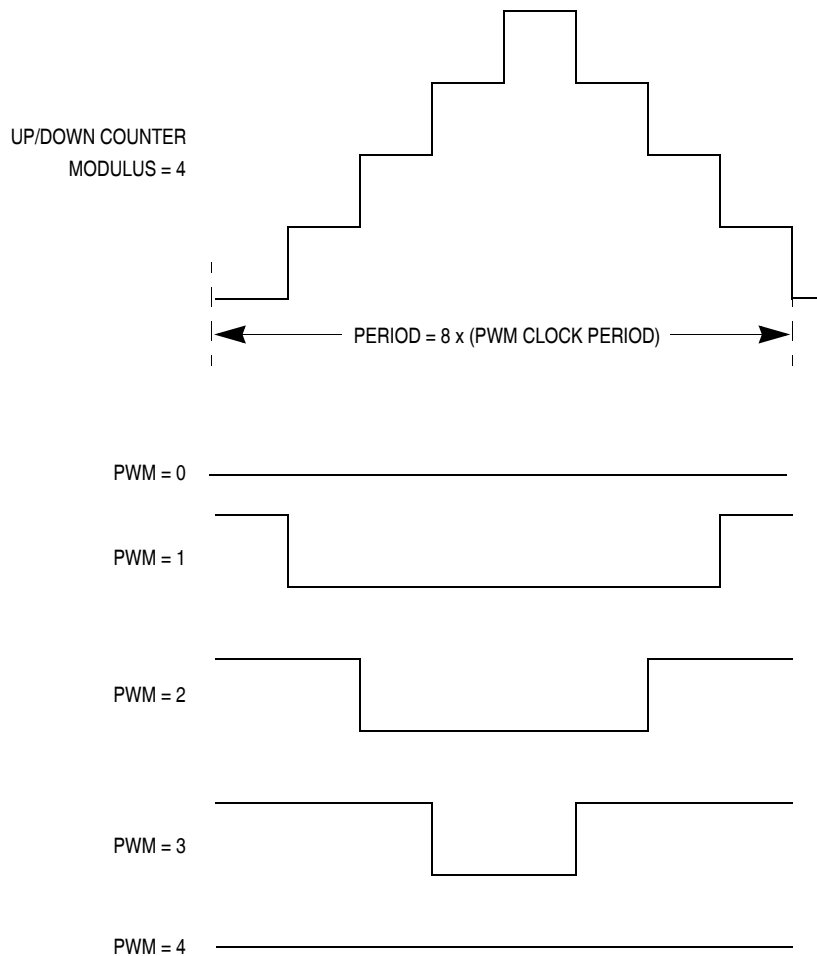 UP/DOWN COUNTER
MODULUS = 4
PERIOD = 8 x (PWM CLOCK PERIOD)
PWM = 0
PWM = 1
PWM = 2
PWM = 3
PWM = 4